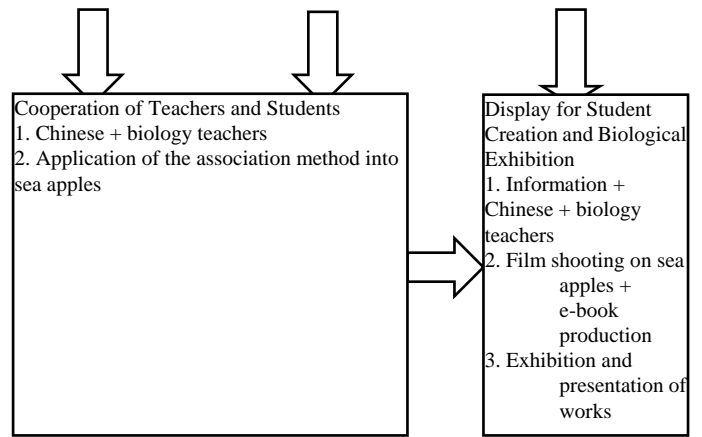 Cooperation of Teachers and Students
1. Chinese + biology teachers
2. Application of the association method into
sea apples
Display for Student
Creation and Biological
Exhibition
1. Information +
Chinese + biology
teachers
2. Film shooting on sea
apples +
e-book
production
3. Exhibition and
presentation of
works